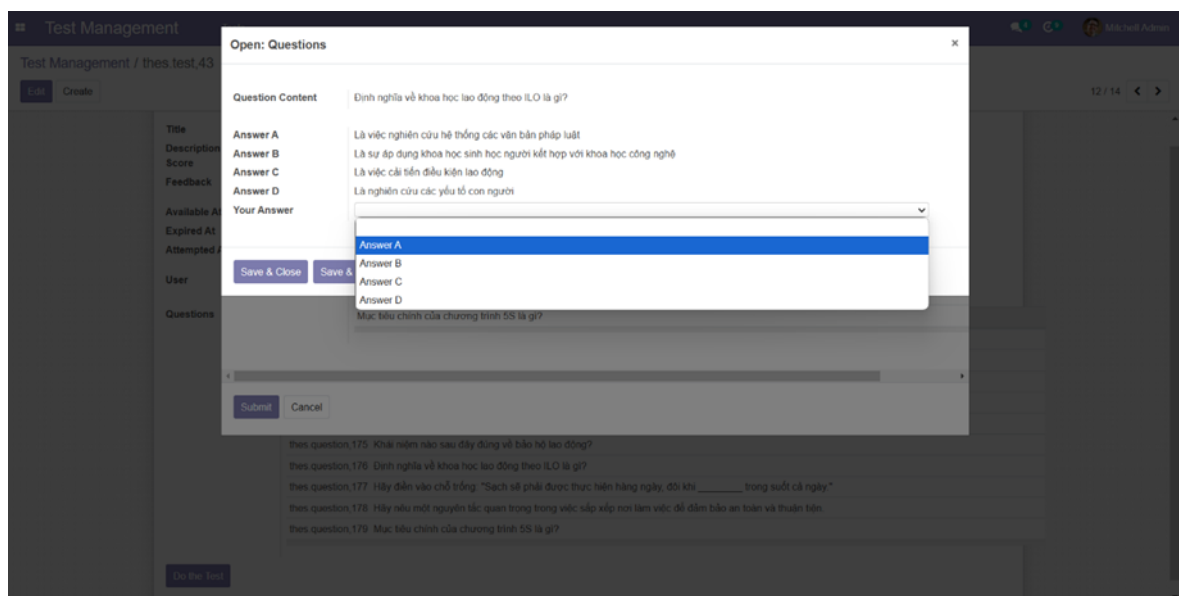 Test Management
4
Mitchell Admin
Open: Questions ×
Test Management / thes.test,43
Edit Create
12 / 14
Question Content Định nghĩa về khoa học lao động theo ILO là gì?
Title
Answer A Là việc nghiên cứu hệ thống các văn bản pháp luật
Description
Answer B Là sự áp dụng khoa học sinh học người kết hợp với khoa học công nghệ
Score
Answer C Là việc cải tiến điều kiện lao động
Feedback
Answer D Là nghiên cứu các yếu tố con người
Available At
Your Answer
Expired At
Attempted A
Answer A
Answer B
Answer C
Answer D
Save & Close Save &
User
Questions
Mục tiêu chính của chương trình 5S là gì?
Submit Cancel
thes.question,175 Khái niệm nào sau đây đúng về bảo hộ lao động?
thes.question,176 Định nghĩa về khoa học lao động theo ILO là gì?
thes.question,177 Hãy điền vào chỗ trống: "Sạch sẽ phải được thực hiện hàng ngày, đôi khi ________ trong suốt cả ngày."
thes.question,178 Hãy nêu một nguyên tắc quan trọng trong việc sắp xếp nơi làm việc để đảm bảo an toàn và thuận tiện.
thes.question,179 Mục tiêu chính của chương trình 5S là gì?
Do the Test